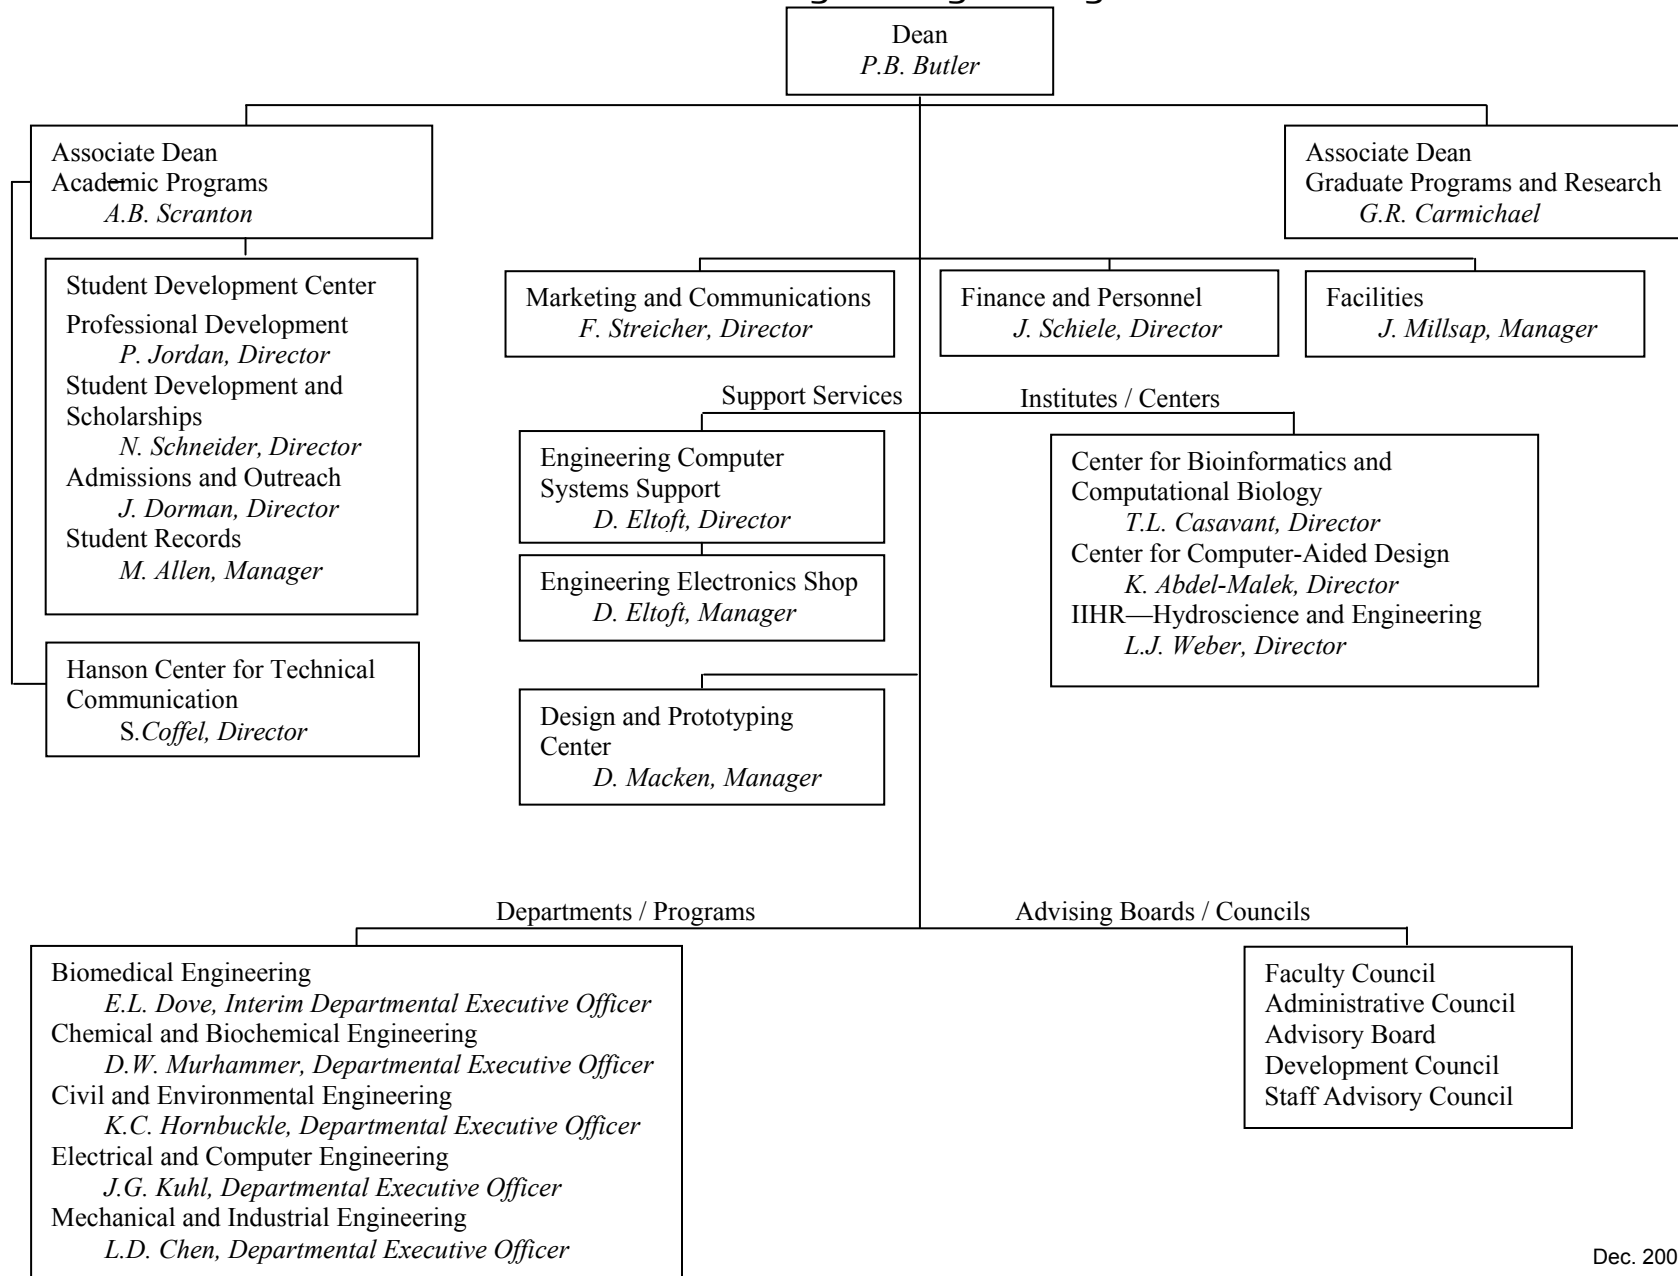 Dean
P.B. Butler
Associate Dean
Academic Programs
A.B. Scranton
Associate Dean
Graduate Programs and Research
G.R. Carmichael
Student Development Center
Professional Development
P. Jordan, Director
Student Development and
Scholarships
N. Schneider, Director
Admissions and Outreach
J. Dorman, Director
Student Records
M. Allen, Manager
Hanson Center for Technical
Communication
S.Coffel, Director
Marketing and Communications
F. Streicher, Director
Finance and Personnel
J. Schiele, Director
Facilities
J. Millsap, Manager
Support Services
Institutes / Centers
Engineering Computer
Systems Support
D. Eltoft, Director
Engineering Electronics Shop
D. Eltoft, Manager
Design and Prototyping
Center
D. Macken, Manager
Center for Bioinformatics and
Computational Biology
T.L. Casavant, Director
Center for Computer-Aided Design
K. Abdel-Malek, Director
IIHR—Hydroscience and Engineering
L.J. Weber, Director
Departments / Programs
Advising Boards / Councils
Biomedical Engineering
E.L. Dove, Interim Departmental Executive Officer
Chemical and Biochemical Engineering
D.W. Murhammer, Departmental Executive Officer
Civil and Environmental Engineering
K.C. Hornbuckle, Departmental Executive Officer
Electrical and Computer Engineering
J.G. Kuhl, Departmental Executive Officer
Mechanical and Industrial Engineering
L.D. Chen, Departmental Executive Officer
Faculty Council
Administrative Council
Advisory Board
Development Council
Staff Advisory Council
Dec. 200